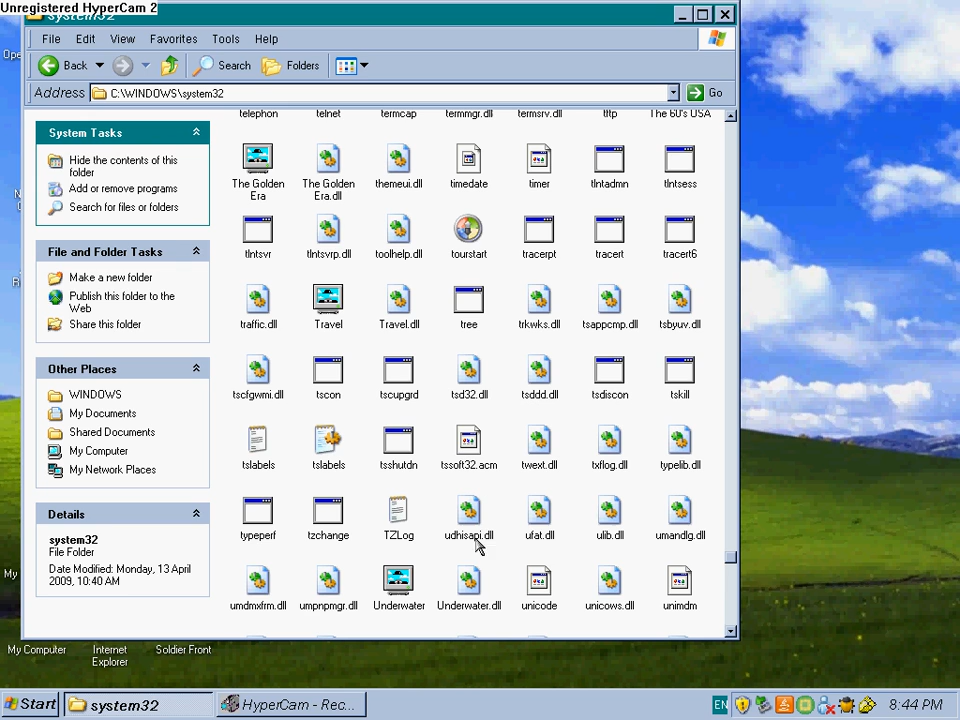 Unregistered HyperCam 2
system32
File Edit View Favorites Tools Help
Back Search Folders
Address C:\WINDOWS\system32 Go
telephon telnet termcap termmgr.dll termsrv.dll tftp The 60's USA
System Tasks
Hide the contents of this
folder
Add or remove programs
Search for files or folders
The Golden
Era
The Golden
Era.dll
themeui.dll timedate timer tlntadmn tlntsess
tlntsvr tlntsvrp.dll toolhelp.dll tourstart tracerpt tracert tracert6
File and Folder Tasks
Make a new folder
Publish this folder to the
Web
Share this folder
traffic.dll Travel Travel.dll tree trkwks.dll tsappcmp.dll tsbyuv.dll
Other Places
WINDOWS
My Documents
Shared Documents
My Computer
My Network Places
tscfgwmi.dll tscon tscupgrd tsd32.dll tsddd.dll tsdiscon tskill
tslabels tslabels tsshutdn tssoft32.acm twext.dll txflog.dll typelib.dll
Details
system32
File Folder
Date Modified: Monday, 13 April
2009, 10:40 AM
typeperf tzchange TZLog udhisapi.dll ufat.dll ulib.dll umandlg.dll
umdmxfrm.dll umpnpmgr.dll Underwater Underwater.dll unicode unicows.dll unimdm
Ope
My
My Computer
Internet
Explorer
Soldier Front
Start system32 HyperCam - Rec... EN 8:44 PM